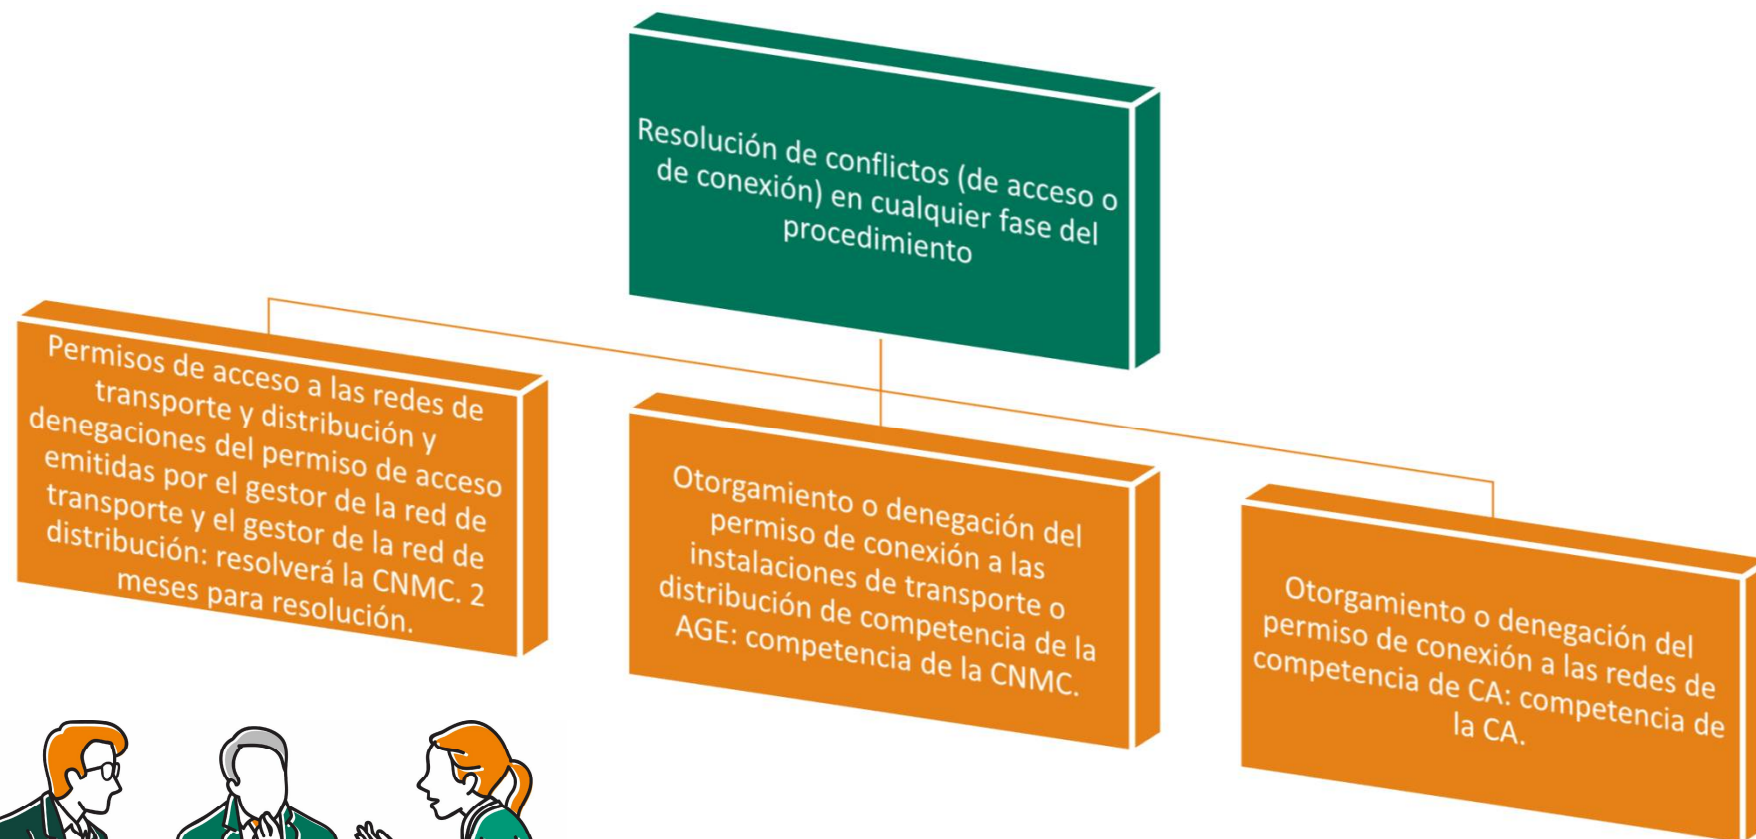 Resolución de conflictos (de acceso o
de conexión) en cualquier fase del
procedimiento
Permisos de acceso a las redes de
transporte y distribución y
denegaciones del permiso de acceso
emitidas por el gestor de la red de
transporte y el gestor de la red de
distribución: resolverá la CNMC. 2
meses para resolución.
Otorgamiento o denegación del
permiso de conexión a las
instalaciones de transporte o
distribución de competencia de la
AGE: competencia de la CNMC.
Otorgamiento o denegación del
permiso de conexión a las redes de
competencia de CA: competencia de
la CA.